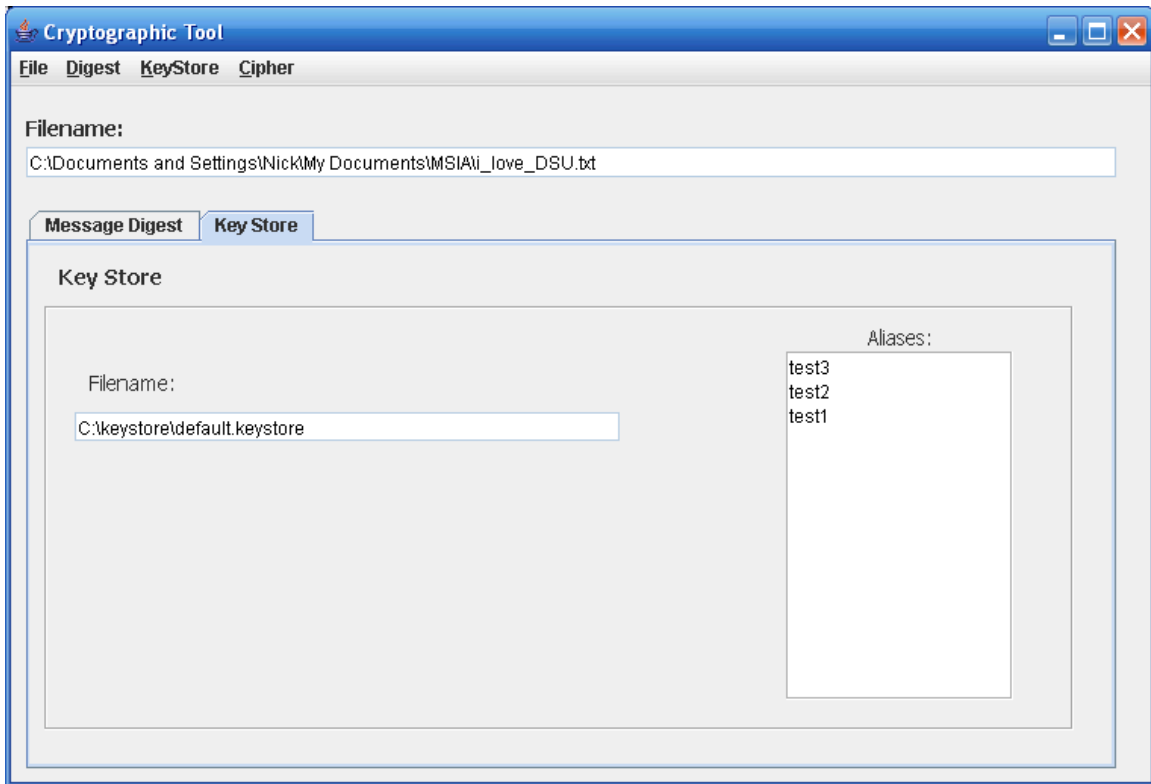 Cryptographic Tool
File Digest KeyStore Cipher
Filename:
C:\Documents and Settings\Nick\My Documents\MSIA\i_love_DSU.txt
Message Digest Key Store
Key Store
Aliases:
Filename:
C:\keystore\default.keystore
test3
test2
test1